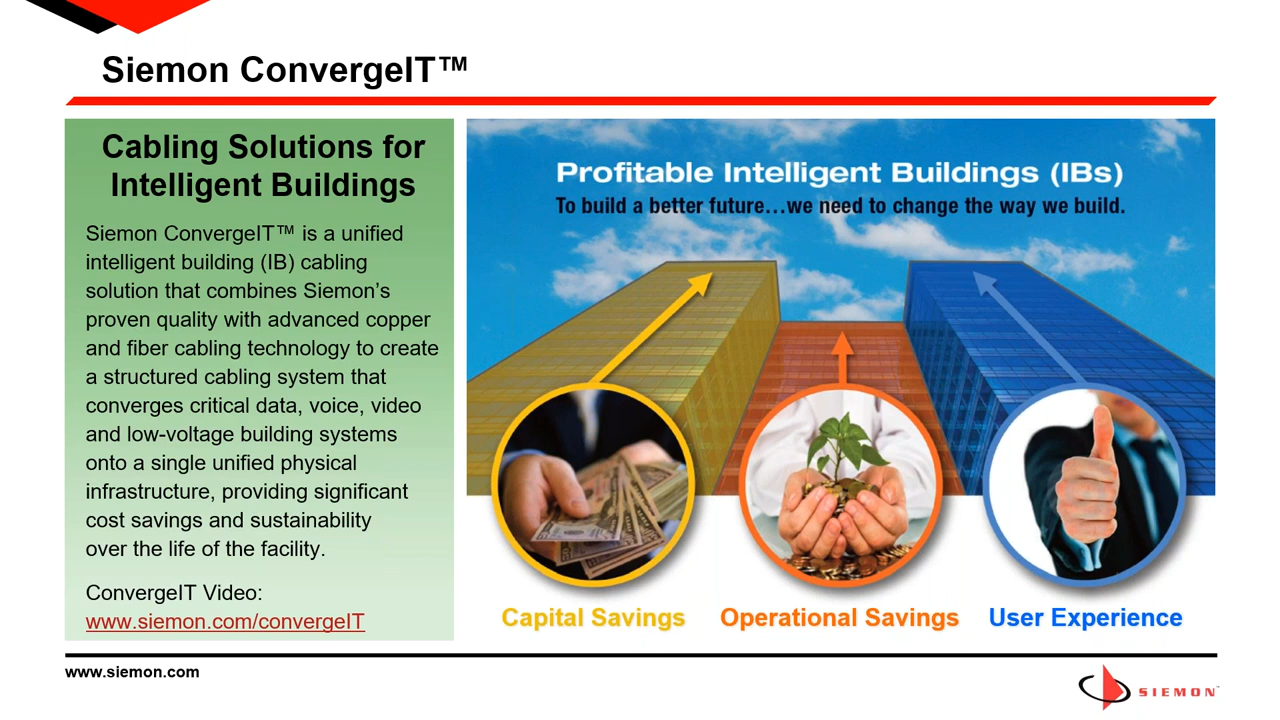 Siemon ConvergeIT™
Cabling Solutions for
Intelligent Buildings
Siemon ConvergeIT™ is a unified
intelligent building (IB) cabling
solution that combines Siemon’s
proven quality with advanced copper
and fiber cabling technology to create
a structured cabling system that
converges critical data, voice, video
and low-voltage building systems
onto a single unified physical
infrastructure, providing significant
cost savings and sustainability
over the life of the facility.
ConvergeIT Video:
www.siemon.com/convergeIT
Profitable Intelligent Buildings (IBs)
To build a better future…we need to change the way we build.
Capital Savings
Operational Savings
User Experience
www.siemon.com
SIEMON™